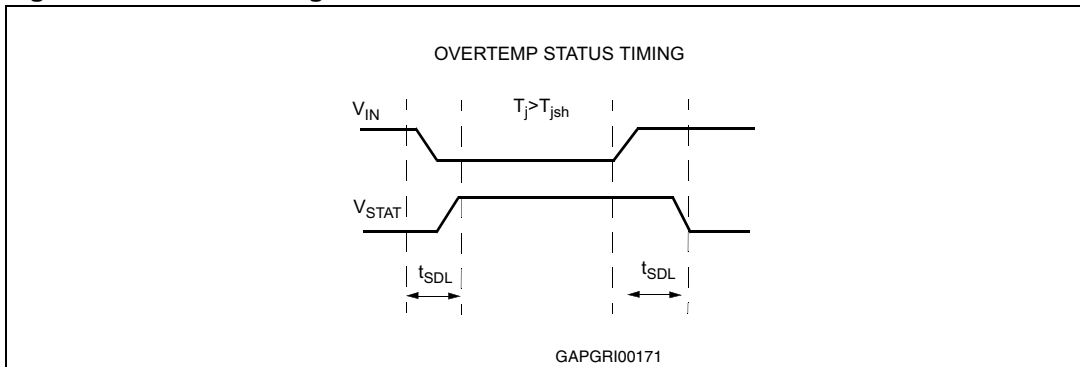 OVERTEMP STATUS TIMING
V_IN
T_j>T_jsh
V_STAT
t_SDL
t_SDL
GAPGRI00171